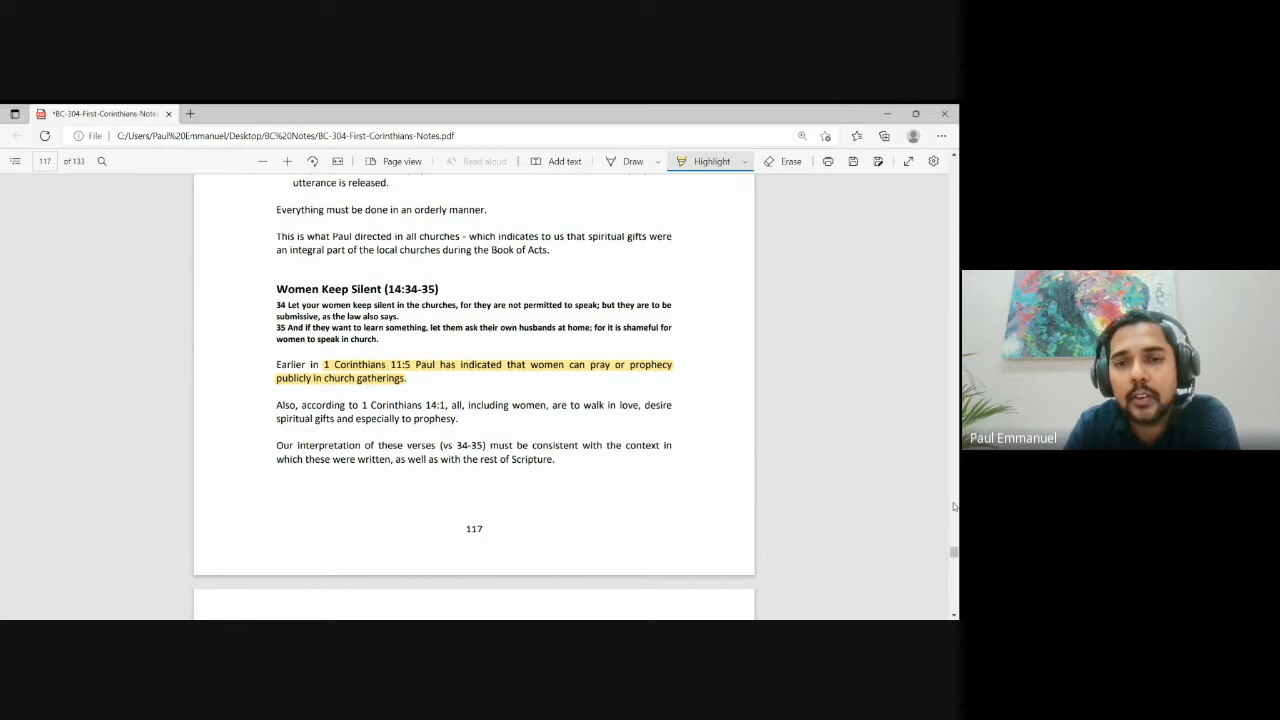 *BC-304-First-Corinthians-Notes
File
C:/Users/Paul%20Emmanuel/Desktop/BC%20Notes/BC-304-First-Corinthians-Notes.pdf
117 of 133
Page view
Read aloud
Add text
Draw
Highlight
Erase
utterance is released.
Everything must be done in an orderly manner.
This is what Paul directed in all churches - which indicates to us that spiritual gifts were
an integral part of the local churches during the Book of Acts.
Women Keep Silent (14:34-35)
34 Let your women keep silent in the churches, for they are not permitted to speak; but they are to be
submissive, as the law also says.
35 And if they want to learn something, let them ask their own husbands at home; for it is shameful for
women to speak in church.
Earlier in 1 Corinthians 11:5 Paul has indicated that women can pray or prophecy
publicly in church gatherings.
Also, according to 1 Corinthians 14:1, all, including women, are to walk in love, desire
spiritual gifts and especially to prophesy.
Our interpretation of these verses (vs 34-35) must be consistent with the context in
which these were written, as well as with the rest of Scripture.
117
Paul Emmanuel